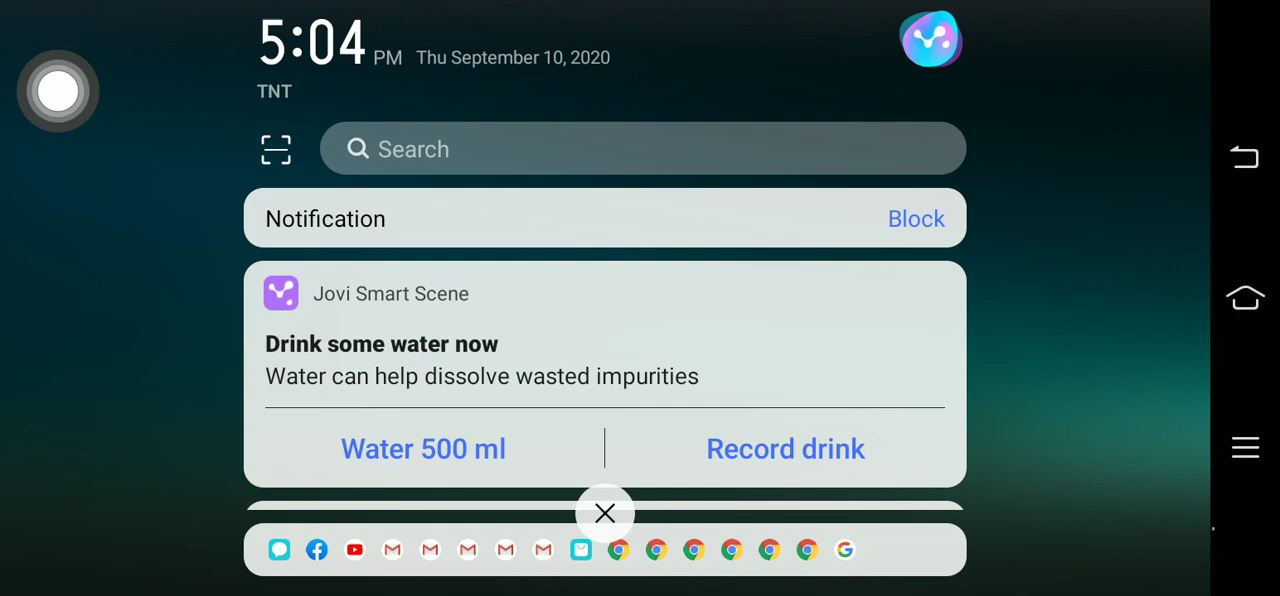 5:04 PM Thu September 10, 2020
TNT
Search
Notification Block
Jovi Smart Scene
Drink some water now
Water can help dissolve wasted impurities
Water 500 ml Record drink